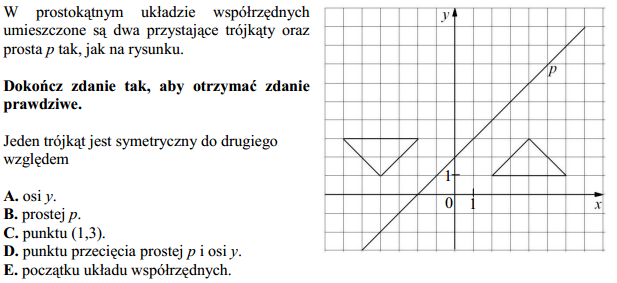 W prostokątnym układzie współrzędnych
umieszczone są dwa przystające trójkąty oraz
prosta p tak, jak na rysunku.
Dokończ zdanie tak, aby otrzymać zdanie
prawdziwe.
Jeden trójkąt jest symetryczny do drugiego
względem
A. osi y.
B. prostej p.
C. punktu (1,3).
D. punktu przecięcia prostej p i osi y.
E. początku układu współrzędnych.
y
p
1
0 1
x